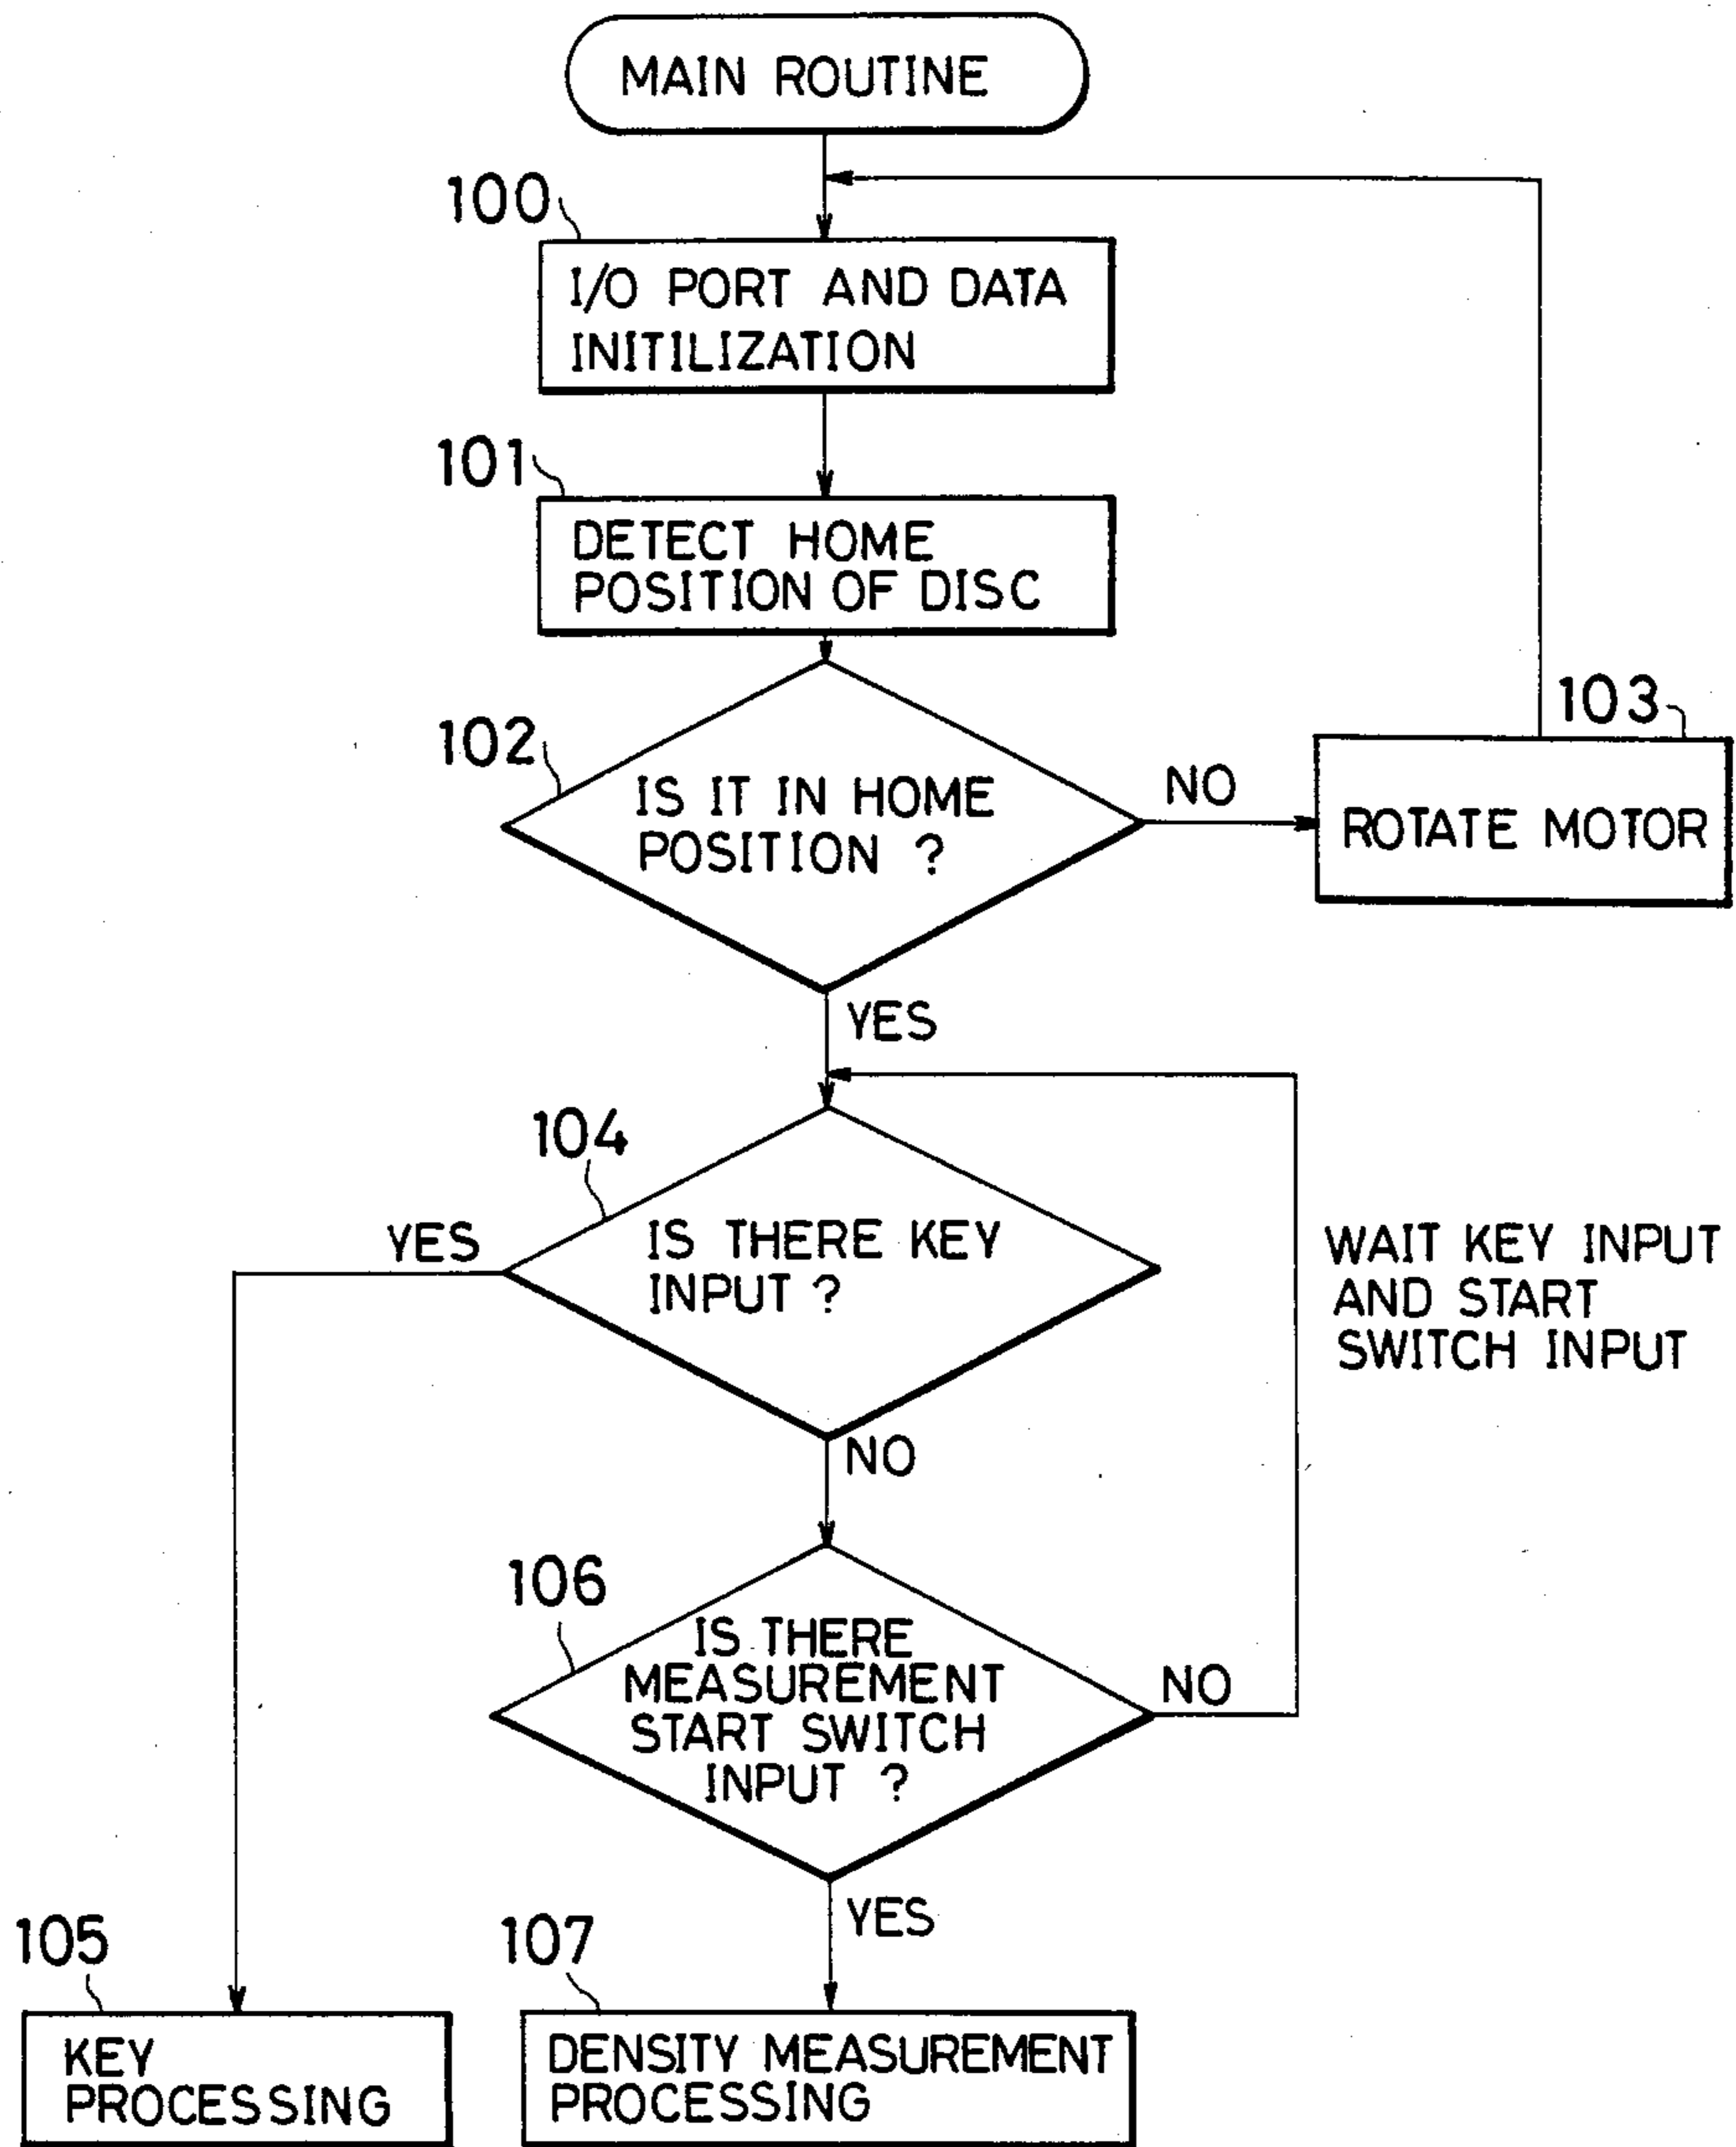 MAIN ROUTINE
100
I/O PORT AND DATA
INITILIZATION
101
DETECT HOME
POSITION OF DISC
102
IS IT IN HOME
POSITION ?
NO
103
ROTATE MOTOR
YES
104
YES
IS THERE KEY
INPUT ?
WAIT KEY INPUT
AND START
SWITCH INPUT
NO
106
IS THERE
MEASUREMENT
START SWITCH
INPUT ?
NO
YES
105
KEY
PROCESSING
107
DENSITY MEASUREMENT
PROCESSING